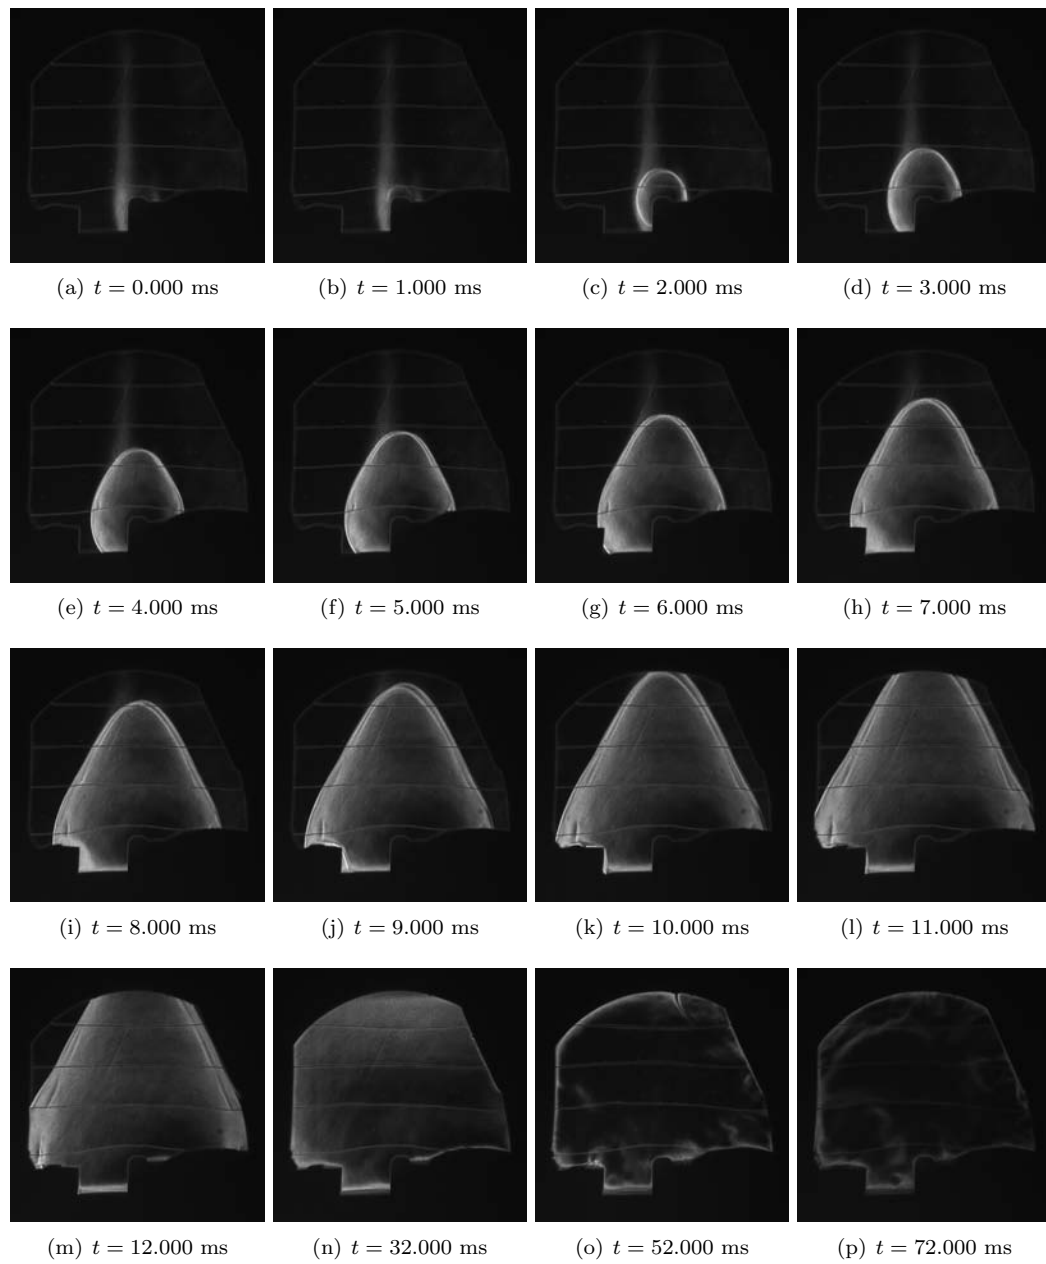 (a) t = 0.000 ms (b) t = 1.000 ms (c) t = 2.000 ms (d) t = 3.000 ms
(e) t = 4.000 ms (f) t = 5.000 ms (g) t = 6.000 ms (h) t = 7.000 ms
(i) t = 8.000 ms (j) t = 9.000 ms (k) t = 10.000 ms (l) t = 11.000 ms
(m) t = 12.000 ms (n) t = 32.000 ms (o) t = 52.000 ms (p) t = 72.000 ms